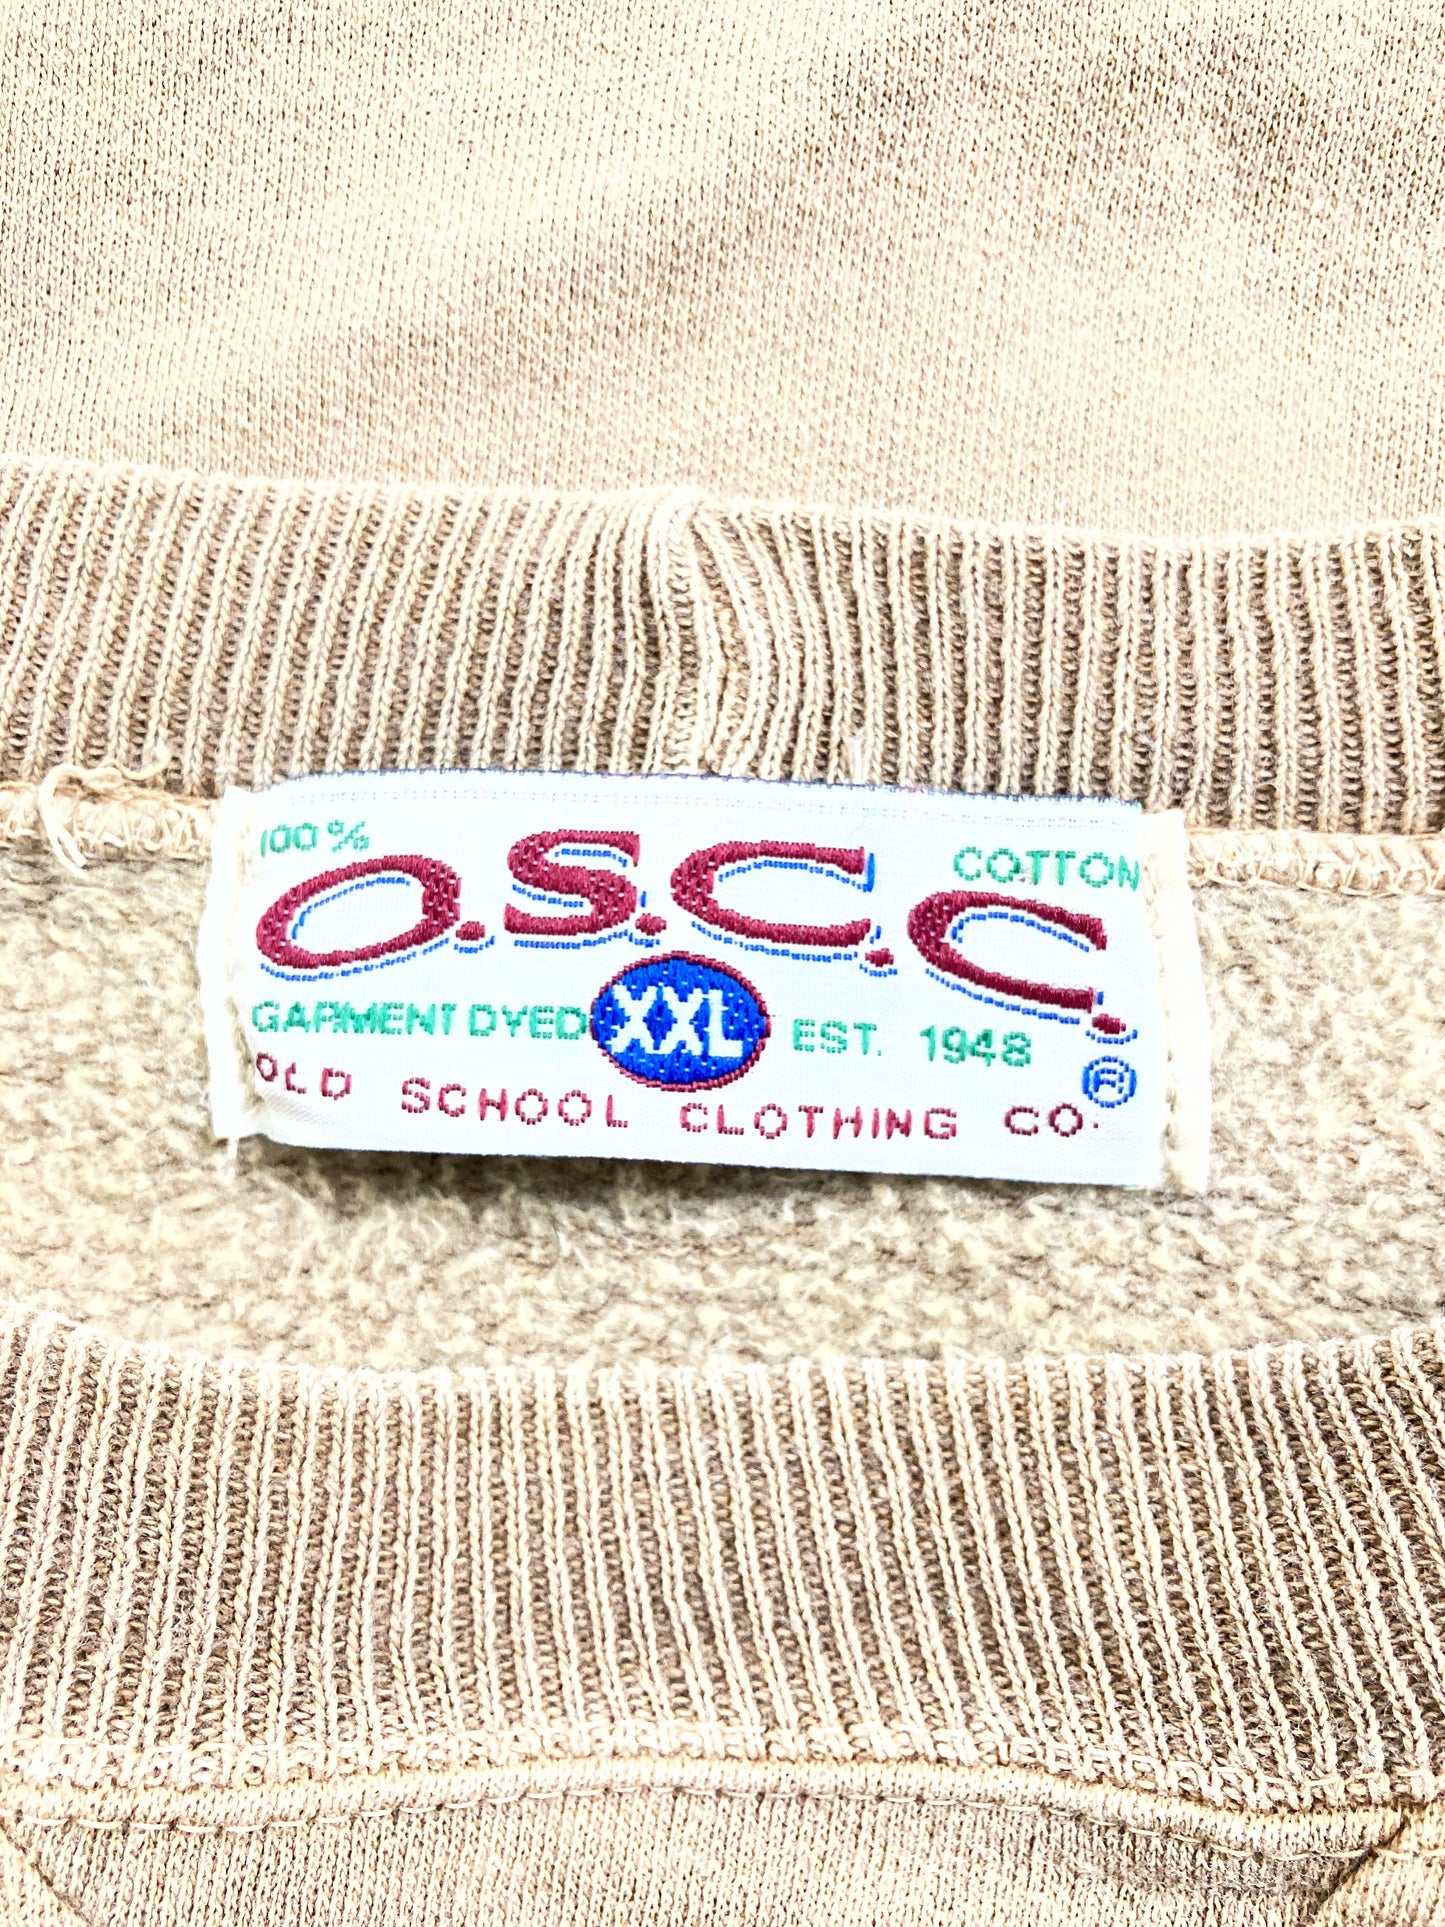 100% COTTON
O.S.C.C.
GARMENT DYED XXL EST. 1948
OLD SCHOOL CLOTHING CO. ®